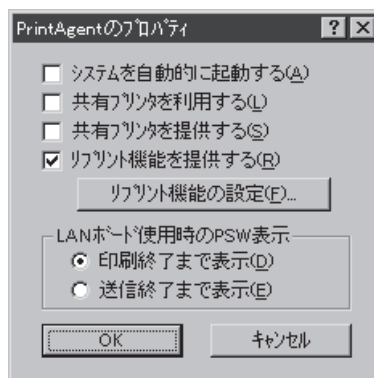 PrintAgentのﾌﾟﾛﾊﾟﾃｨ
システムを自動的に起動する(A)
共有ﾌﾟﾘﾝﾀを利用する(L)
共有ﾌﾟﾘﾝﾀを提供する(S)
ﾘﾌﾟﾘﾝﾄ機能を提供する(R)
ﾘﾌﾟﾘﾝﾄ機能の設定(F)...
LANﾎﾞｰﾄﾞ使用時のPSW表示
印刷終了まで表示(D)
送信終了まで表示(E)
OK
ｷｬﾝｾﾙ